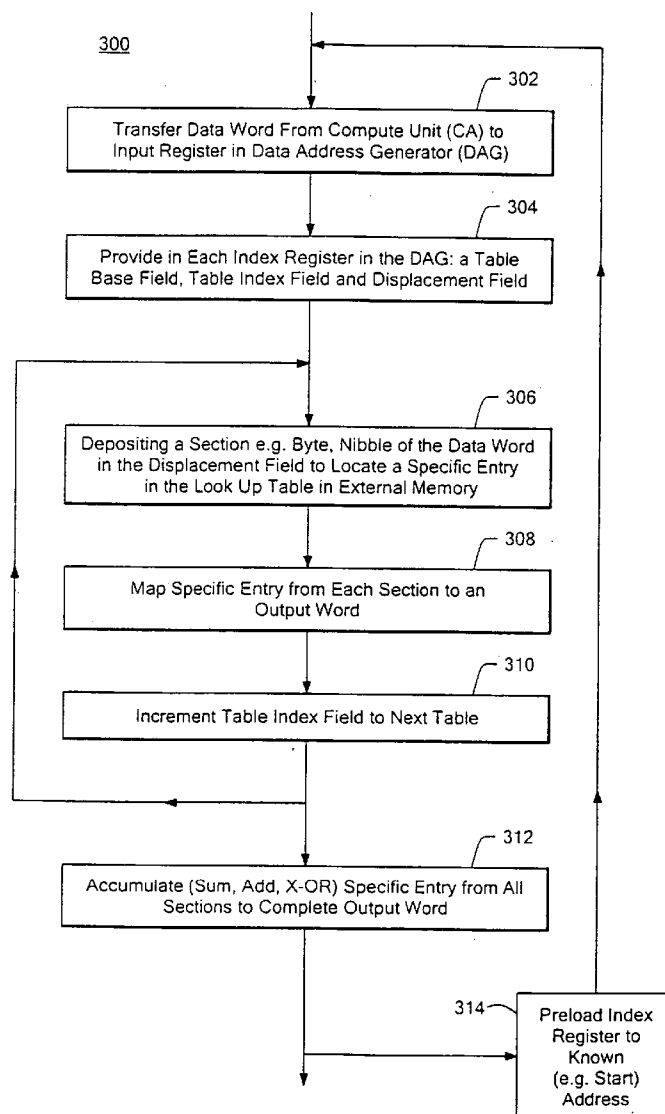 300
302
Transfer Data Word From Compute Unit (CA) to
Input Register in Data Address Generator (DAG)
304
Provide in Each Index Register in the DAG: a Table
Base Field, Table Index Field and Displacement Field
306
Depositing a Section e.g. Byte, Nibble of the Data Word
in the Displacement Field to Locate a Specific Entry
in the Look Up Table in External Memory
308
Map Specific Entry from Each Section to an
Output Word
310
Increment Table Index Field to Next Table
312
Accumulate (Sum, Add, X-OR) Specific Entry from All
Sections to Complete Output Word
314
Preload Index
Register to
Known
(e.g. Start)
Address